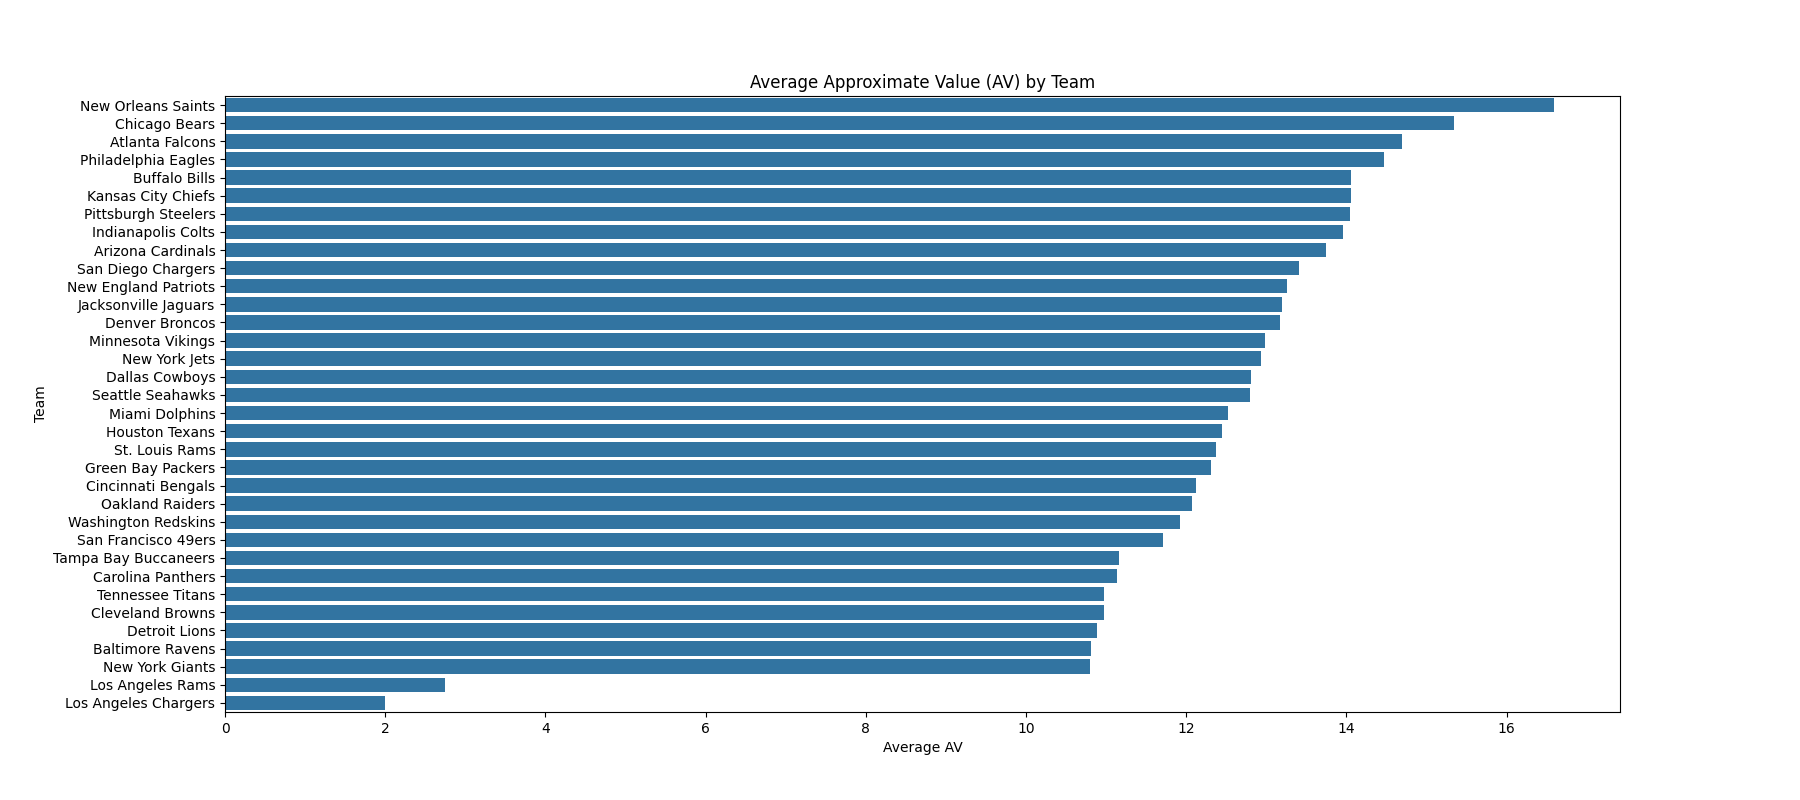 Average Approximate Value (AV) by Team
New Orleans Saints
Chicago Bears
Atlanta Falcons
Philadelphia Eagles
Buffalo Bills
Kansas City Chiefs
Pittsburgh Steelers
Indianapolis Colts
Arizona Cardinals
San Diego Chargers
New England Patriots
Jacksonville Jaguars
Denver Broncos
Minnesota Vikings
New York Jets
Dallas Cowboys
Seattle Seahawks
Miami Dolphins
Houston Texans
St. Louis Rams
Green Bay Packers
Cincinnati Bengals
Oakland Raiders
Washington Redskins
San Francisco 49ers
Tampa Bay Buccaneers
Carolina Panthers
Tennessee Titans
Cleveland Browns
Detroit Lions
Baltimore Ravens
New York Giants
Los Angeles Rams
Los Angeles Chargers
Team
0 2 4 6 8 10 12 14 16
Average AV